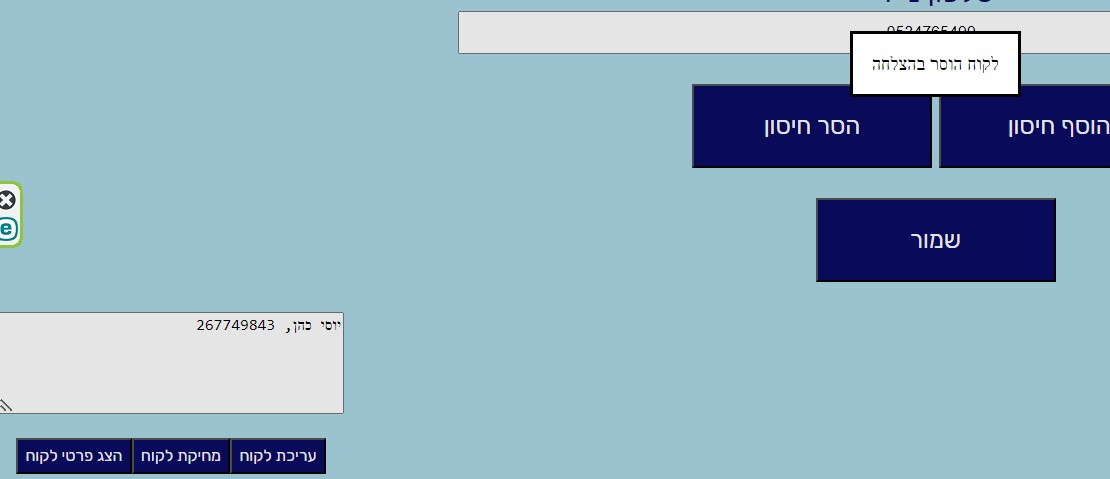 לקוח הוסר בהצלחה
הוסף חיסון
הסר חיסון
שמור
יוסי כהן, 267749843
עריכת לקוח
מחיקת לקוח
הצג פרטי לקוח
e